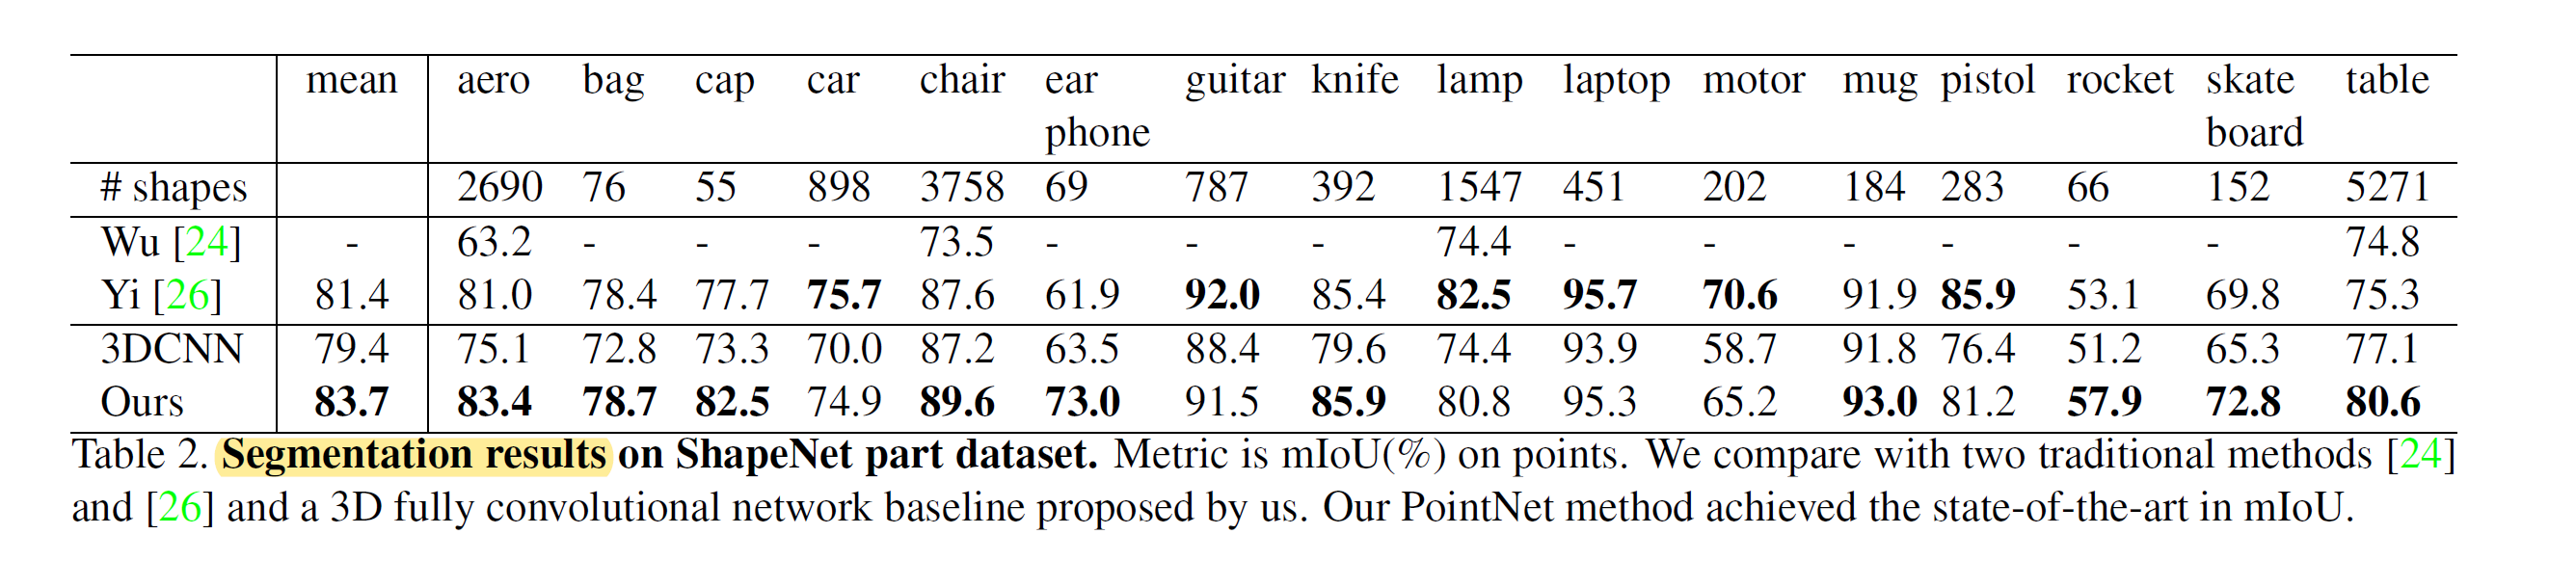 mean aero bag cap car chair ear guitar knife lamp laptop motor mug pistol rocket skate table
phone board
# shapes 2690 76 55 898 3758 69 787 392 1547 451 202 184 283 66 152 5271
Wu [24] - 63.2 - - - 73.5 - - - 74.4 - - - - - - 74.8
Yi [26] 81.4 81.0 78.4 77.7 75.7 87.6 61.9 92.0 85.4 82.5 95.7 70.6 91.9 85.9 53.1 69.8 75.3
3DCNN 79.4 75.1 72.8 73.3 70.0 87.2 63.5 88.4 79.6 74.4 93.9 58.7 91.8 76.4 51.2 65.3 77.1
Ours 83.7 83.4 78.7 82.5 74.9 89.6 73.0 91.5 85.9 80.8 95.3 65.2 93.0 81.2 57.9 72.8 80.6
Table 2. Segmentation results on ShapeNet part dataset. Metric is mIoU(%) on points. We compare with two traditional methods [24]
and [26] and a 3D fully convolutional network baseline proposed by us. Our PointNet method achieved the state-of-the-art in mIoU.